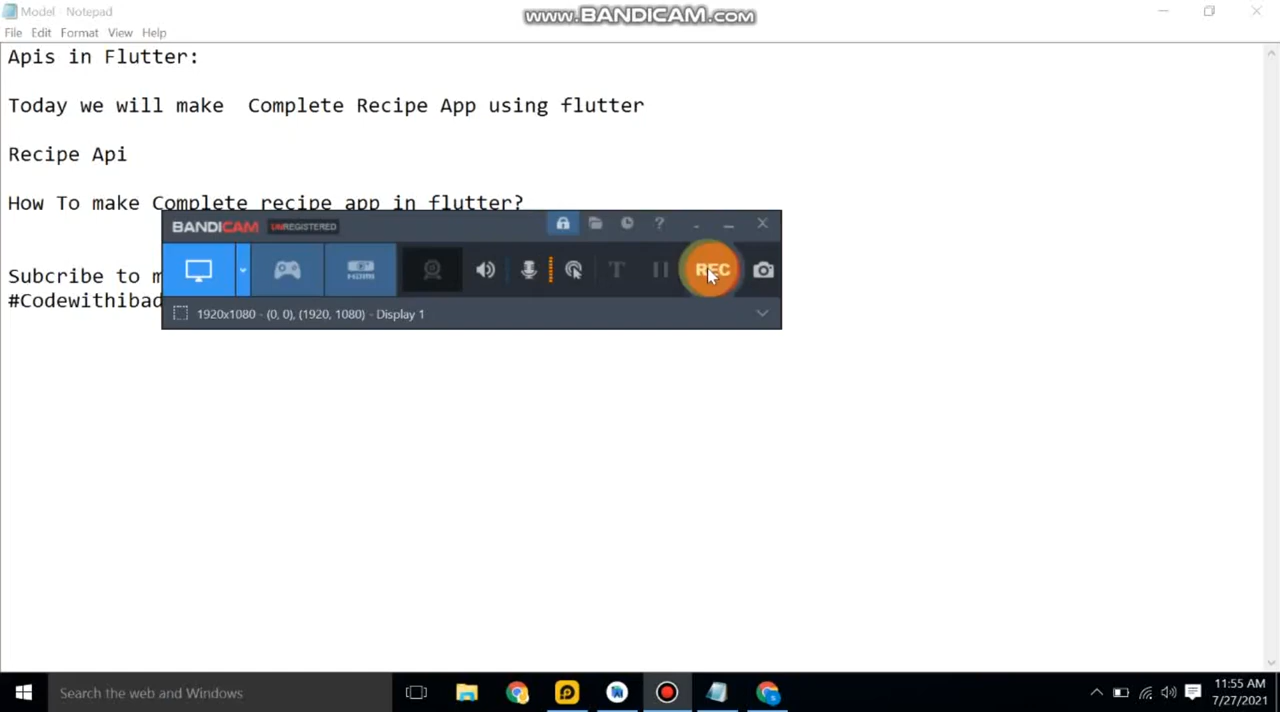 Model - Notepad
www.BANDICAM.com
File Edit Format View Help
Apis in Flutter:
Today we will make Complete Recipe App using flutter
Recipe Api
How To make Complete recipe app in flutter?
BANDICAM UNREGISTERED
?
Subcribe to m
HDMI
T
REC
#Codewithibad
1920x1080 - (0, 0), (1920, 1080) - Display 1
Search the web and Windows
11:55 AM
7/27/2021